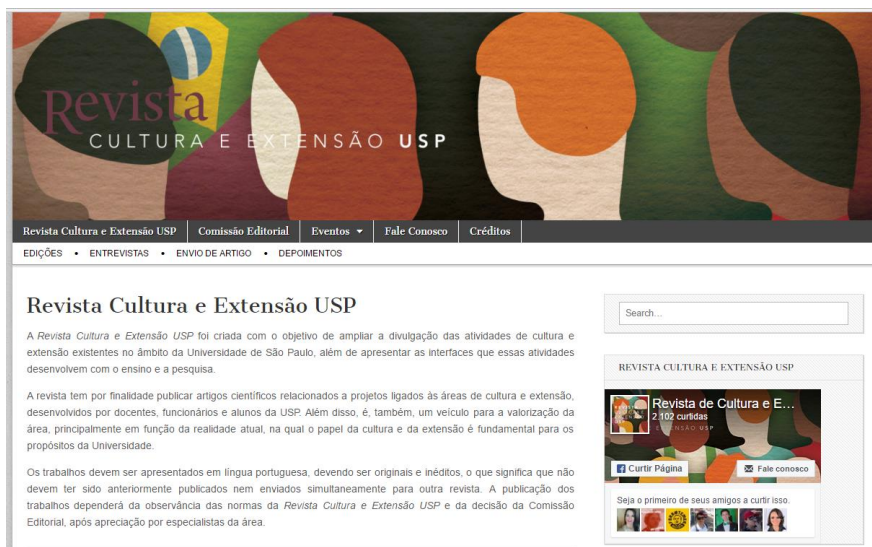 Revista
CULTURA E EXTENSÃO USP
Revista Cultura e Extensão USP
Comissão Editorial
Eventos
Fale Conosco
Créditos
EDIÇÕES • ENTREVISTAS • ENVIO DE ARTIGO • DEPOIMENTOS
Revista Cultura e Extensão USP
A Revista Cultura e Extensão USP foi criada com o objetivo de ampliar a divulgação das atividades de cultura e
extensão existentes no âmbito da Universidade de São Paulo, além de apresentar as interfaces que essas atividades
desenvolvem com o ensino e a pesquisa.
A revista tem por finalidade publicar artigos científicos relacionados a projetos ligados às áreas de cultura e extensão,
desenvolvidos por docentes, funcionários e alunos da USP. Além disso, é, também, um veículo para a valorização da
área, principalmente em função da realidade atual, na qual o papel da cultura e da extensão é fundamental para os
propósitos da Universidade.
Os trabalhos devem ser apresentados em língua portuguesa, devendo ser originais e inéditos, o que significa que não
devem ter sido anteriormente publicados nem enviados simultaneamente para outra revista. A publicação dos
trabalhos dependerá da observância das normas da Revista Cultura e Extensão USP e da decisão da Comissão
Editorial, após apreciação por especialistas da área.
Search...
REVISTA CULTURA E EXTENSÃO USP
Revista de Cultura e E...
2.102 curtidas
EXTENSÃO USP
Curtir Página
Fale conosco
Seja o primeiro de seus amigos a curtir isso.